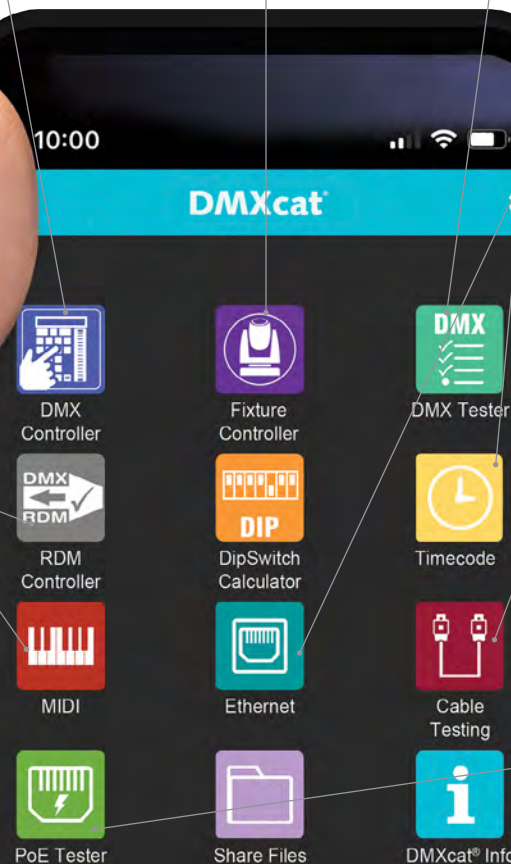 10:00
DMXcat®
DMX
DMX Controller
Fixture Controller
DMX Tester
DMX
RDM
DIP
RDM Controller
DipSwitch Calculator
Timecode
MIDI
Ethernet
Cable Testing
PoE Tester
Share Files
DMXcat® Info